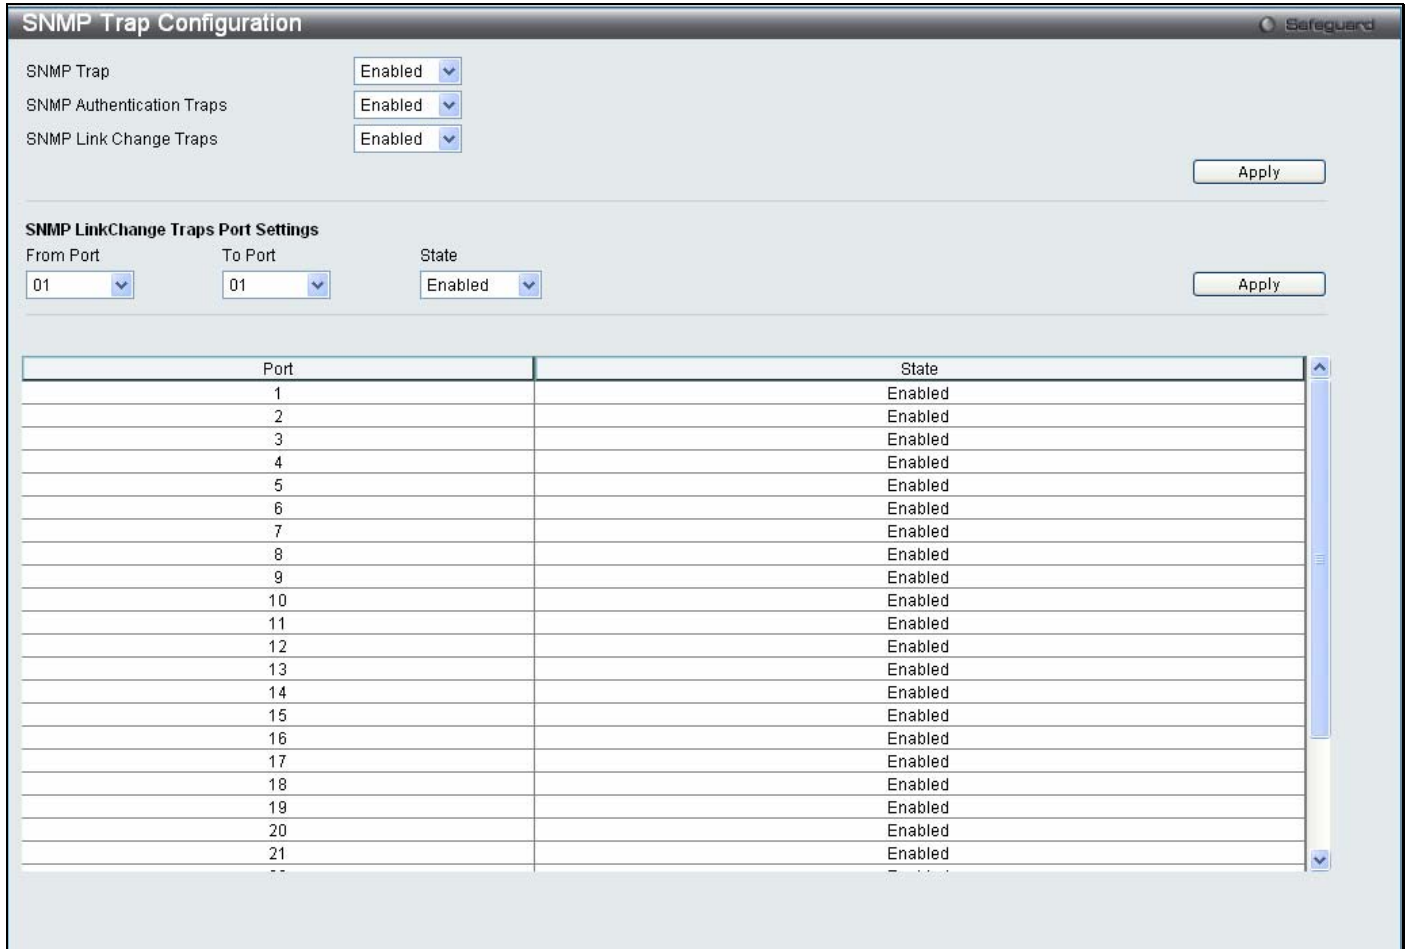 SNMP Trap Configuration Safeguard
SNMP Trap Enabled
SNMP Authentication Traps Enabled
SNMP Link Change Traps Enabled
Apply
SNMP LinkChange Traps Port Settings
From Port To Port State
01 01 Enabled Apply
Port State
1 Enabled
2 Enabled
3 Enabled
4 Enabled
5 Enabled
6 Enabled
7 Enabled
8 Enabled
9 Enabled
10 Enabled
11 Enabled
12 Enabled
13 Enabled
14 Enabled
15 Enabled
16 Enabled
17 Enabled
18 Enabled
19 Enabled
20 Enabled
21 Enabled